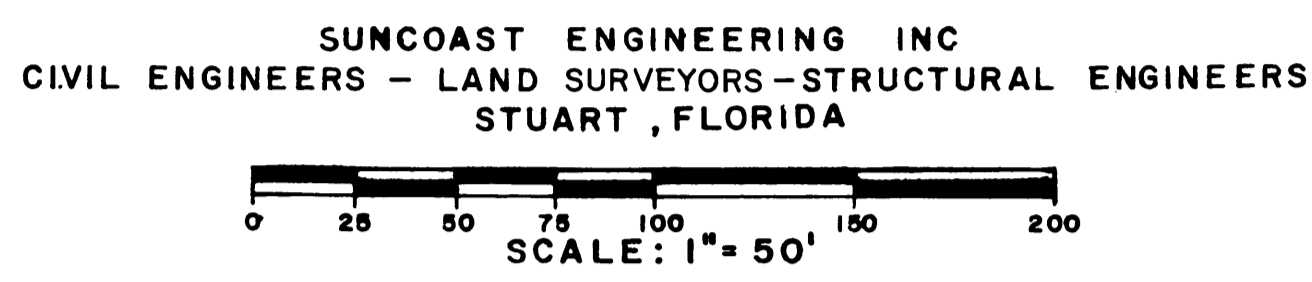 SUNCOAST ENGINEERING INC
CIVIL ENGINEERS - LAND SURVEYORS - STRUCTURAL ENGINEERS
STUART , FLORIDA
0 25 50 75 100 150 200
SCALE: 1" = 50'